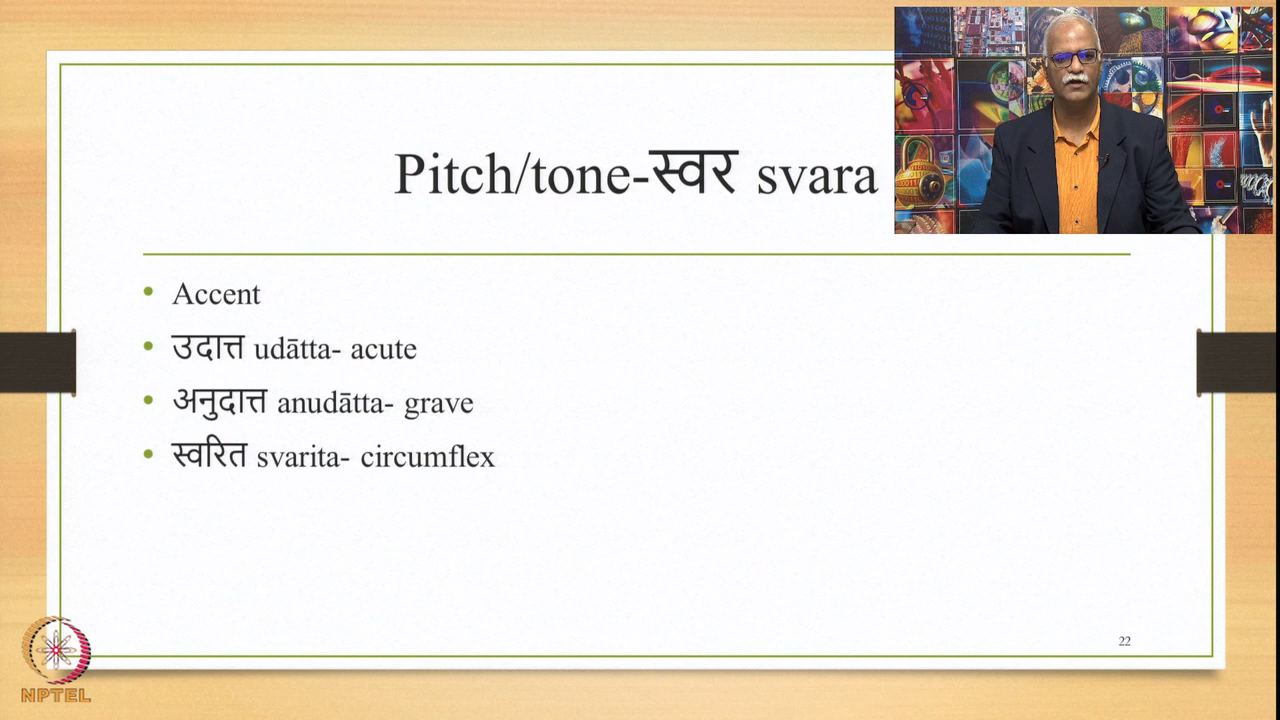 Pitch/tone-स्वर svara
Accent
उदात्त udātta- acute
अनुदात्त anudātta- grave
स्वरित svarita- circumflex
22
NPTEL